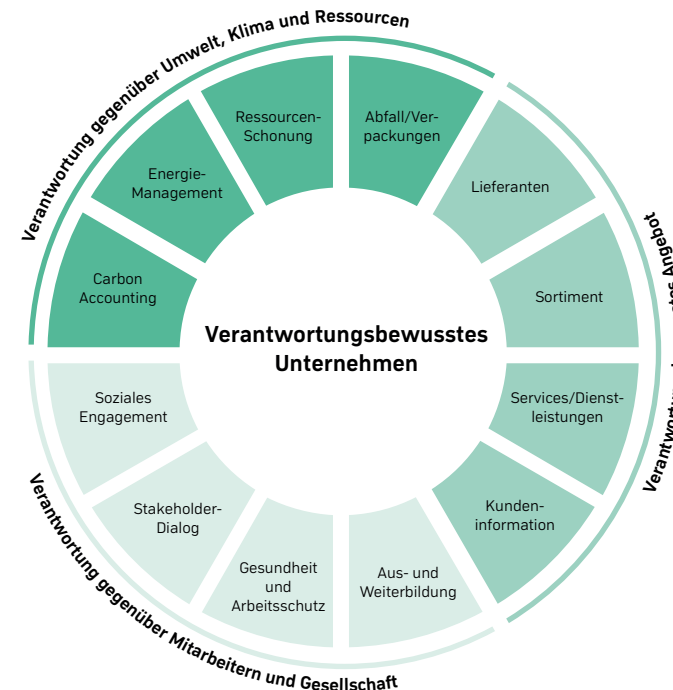 Verantwortung gegenüber Umwelt, Klima und Ressourcen
Ressourcen-
Schonung
Abfall/Ver-
packungen
Energie-
Management
Lieferanten
Carbon
Accounting
Sortiment
Verantwortungsbewusstes
Unternehmen
Angebot
Soziales
Engagement
Services/Dienst-
leistungen
Stakeholder-
Dialog
Kunden-
information
Gesundheit
und
Arbeitsschutz
Aus- und
Weiterbildung
Verantwortung gegenüber Mitarbeitern und Gesellschaft